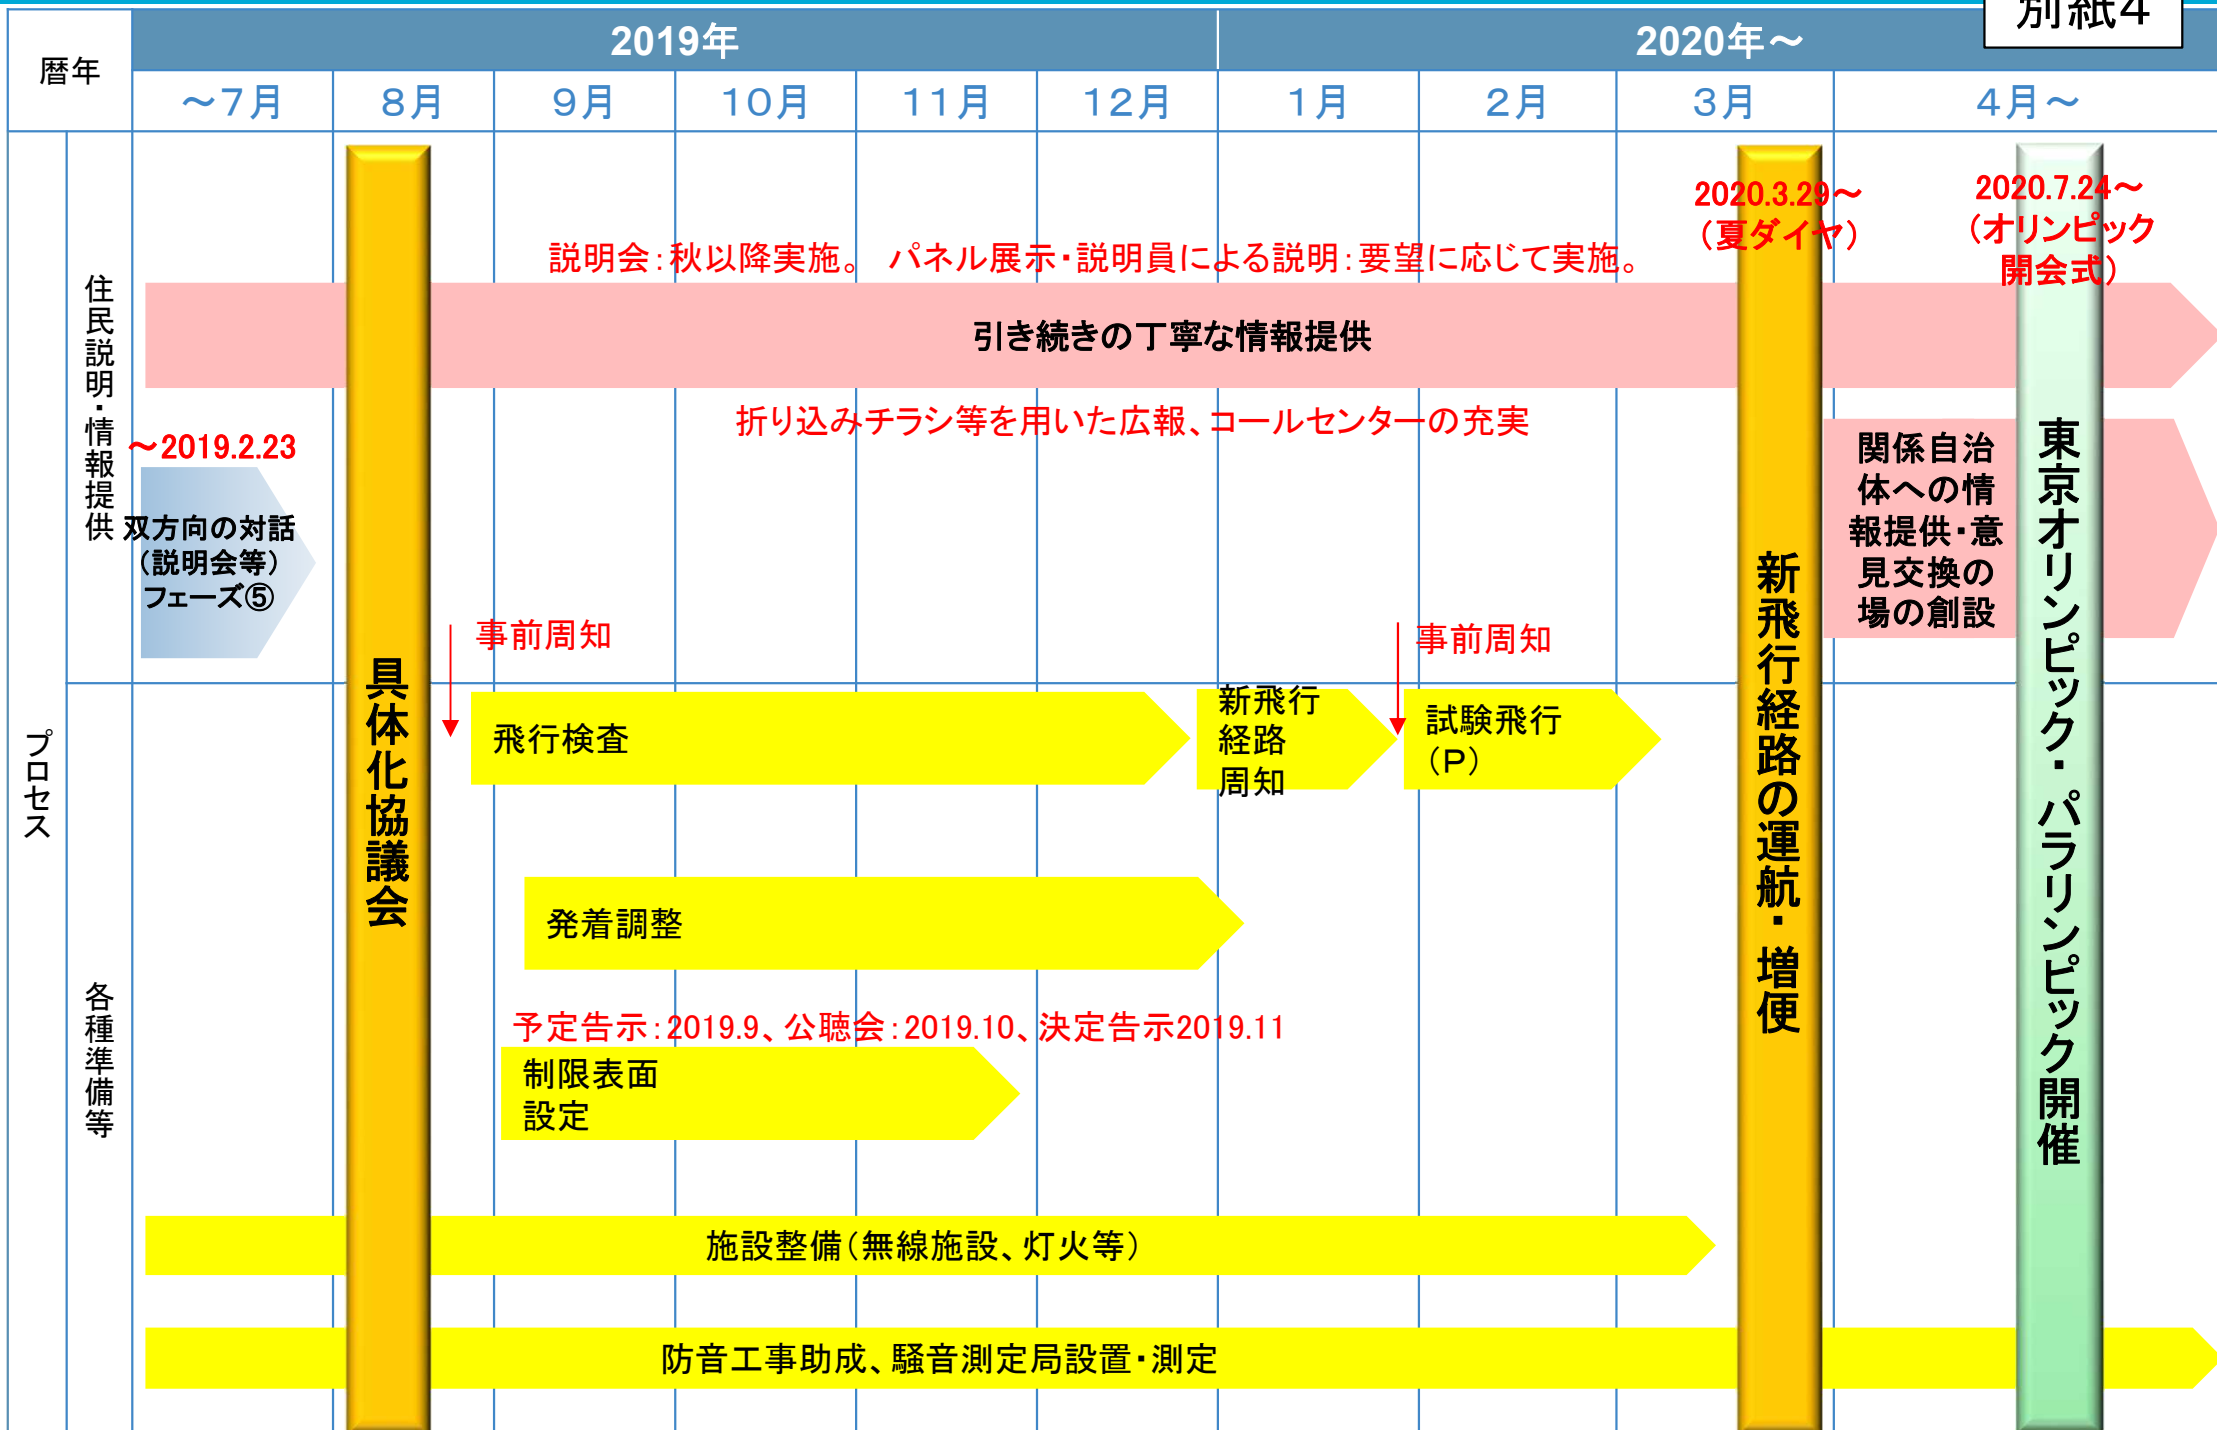 別紙4
暦年
2019年
2020年～
～7月
8月
9月
10月
11月
12月
1月
2月
3月
4月～
プロセス
住民説明・情報提供
2020.3.29～
（夏ダイヤ）
2020.7.24～
（オリンピック
開会式）
説明会：秋以降実施。　パネル展示・説明員による説明：要望に応じて実施。
引き続きの丁寧な情報提供
折り込みチラシ等を用いた広報、コールセンターの充実
～2019.2.23
双方向の対話
（説明会等）
フェーズ⑤
関係自治
体への情
報提供・意
見交換の
場の創設
具体化協議会
新飛行経路の運航・増便
東京オリンピック・パラリンピック開催
事前周知
事前周知
各種準備等
飛行検査
新飛行
経路
周知
試験飛行
（P）
発着調整
予定告示：2019.9、公聴会：2019.10、決定告示2019.11
制限表面
設定
施設整備（無線施設、灯火等）
防音工事助成、騒音測定局設置・測定